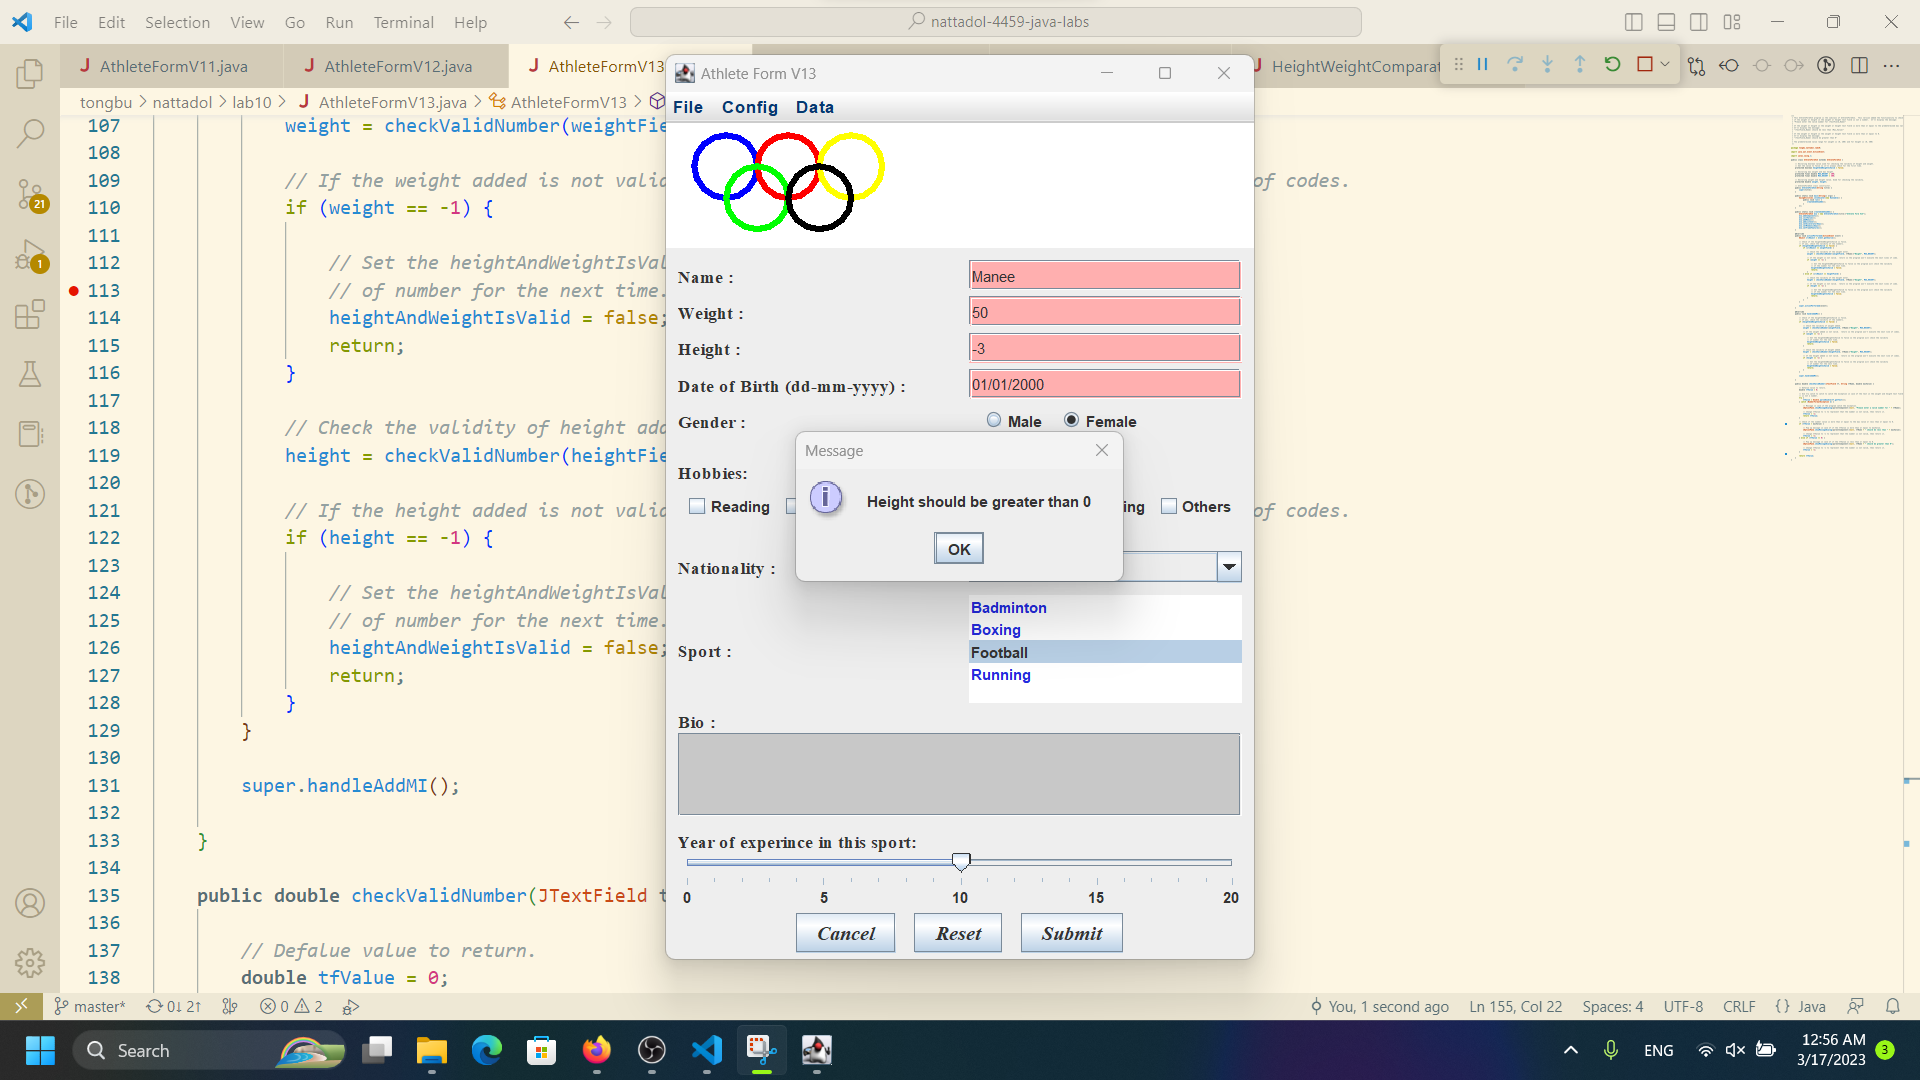 File Edit Selection View Go Run Terminal Help
nattadol-4459-java-labs
AthleteFormV11.java
AthleteFormV12.java
AthleteFormV13
HeightWeightComparat
tongbu > nattadol > lab10 > AthleteFormV13.java > AthleteFormV13 >
107 weight = checkValidNumber(weightFie
108
109 // If the weight added is not valid of codes.
110 if (weight == -1) {
111
112 // Set the heightAndWeightIsVal
113 // of number for the next time.
114 heightAndWeightIsValid = false;
115 return;
116 }
117
118 // Check the validity of height add
119 height = checkValidNumber(heightFie
120
121 // If the height added is not valid of codes.
122 if (height == -1) {
123
124 // Set the heightAndWeightIsVal
125 // of number for the next time.
126 heightAndWeightIsValid = false;
127 return;
128 }
129 }
130
131 super.handleAddMI();
132
133 }
134
135 public double checkValidNumber(JTextField t
136
137 // Defalue value to return.
138 double tfValue = 0;
Athlete Form V13
File Config Data
Name : Manee
Weight : 50
Height : -3
Date of Birth (dd-mm-yyyy) : 01/01/2000
Gender : Male Female
Message
Height should be greater than 0
OK
Hobbies:
Reading ing Others
Nationality :
Badminton
Boxing
Football
Running
Sport :
Bio :
Year of experince in this sport:
0 5 10 15 20
Cancel Reset Submit
21
1
master* 0↓ 2↑ 0 2
You, 1 second ago Ln 155, Col 22 Spaces: 4 UTF-8 CRLF {} Java
Search
ENG
12:56 AM
3/17/2023
3